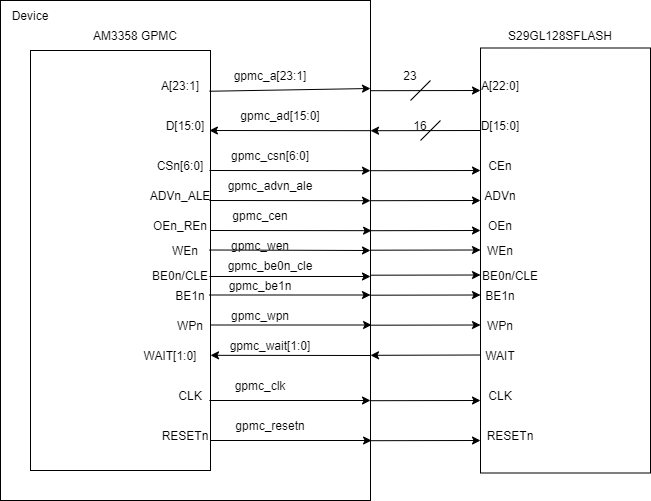 Device
AM3358 GPMC
S29GL128SFLASH
A[23:1] gpmc_a[23:1] 23 A[22:0]
D[15:0] gpmc_ad[15:0] 16 D[15:0]
CSn[6:0] gpmc_csn[6:0] CEn
ADVn_ALE gpmc_advn_ale ADVn
OEn_REn gpmc_cen OEn
WEn gpmc_wen WEn
BE0n/CLE gpmc_be0n_cle BE0n/CLE
BE1n gpmc_be1n BE1n
WPn gpmc_wpn WPn
WAIT[1:0] gpmc_wait[1:0] WAIT
CLK gpmc_clk CLK
RESETn gpmc_resetn RESETn